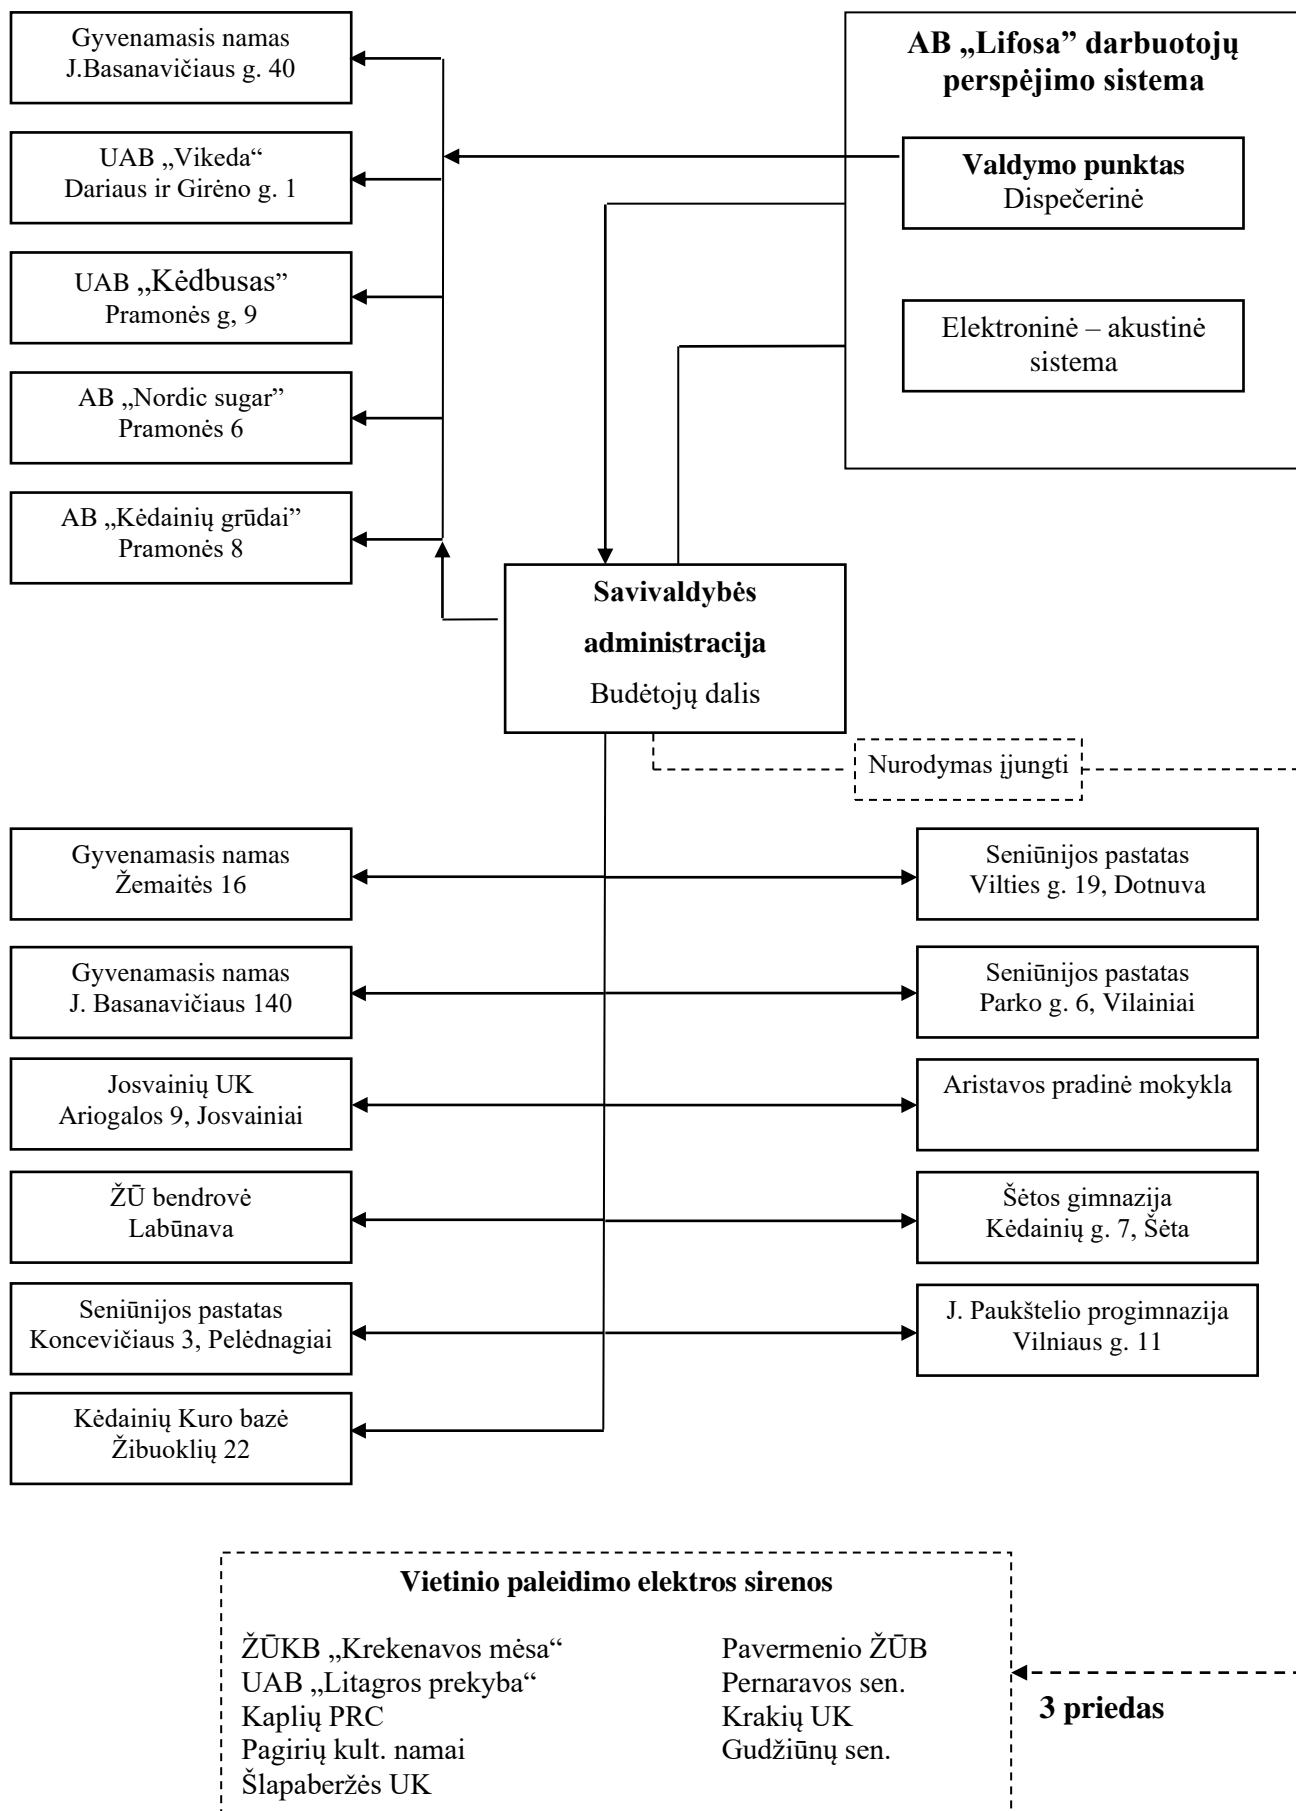 Gyvenamasis namas
J.Basanavičiaus g. 40
AB „Lifosa” darbuotojų
perspėjimo sistema
UAB „Vikeda“
Dariaus ir Girėno g. 1
Valdymo punktas
Dispečerinė
UAB „Kėdbusas”
Pramonės g, 9
Elektroninė – akustinė
sistema
AB „Nordic sugar”
Pramonės 6
AB „Kėdainių grūdai”
Pramonės 8
Savivaldybės
administracija
Budėtojų dalis
Nurodymas įjungti
Gyvenamasis namas
Žemaitės 16
Seniūnijos pastatas
Vilties g. 19, Dotnuva
Gyvenamasis namas
J. Basanavičiaus 140
Seniūnijos pastatas
Parko g. 6, Vilainiai
Josvainių UK
Ariogalos 9, Josvainiai
Aristavos pradinė mokykla
ŽŪ bendrovė
Labūnava
Šėtos gimnazija
Kėdainių g. 7, Šėta
Seniūnijos pastatas
Koncevičiaus 3, Pelėdnagiai
J. Paukštelio progimnazija
Vilniaus g. 11
Kėdainių Kuro bazė
Žibuoklių 22
Vietinio paleidimo elektros sirenos
ŽŪKB „Krekenavos mėsa“
UAB „Litagros prekyba“
Kaplių PRC
Pagirių kult. namai
Šlapaberžės UK
Pavermenio ŽŪB
Pernaravos sen.
Krakių UK
Gudžiūnų sen.
3 priedas